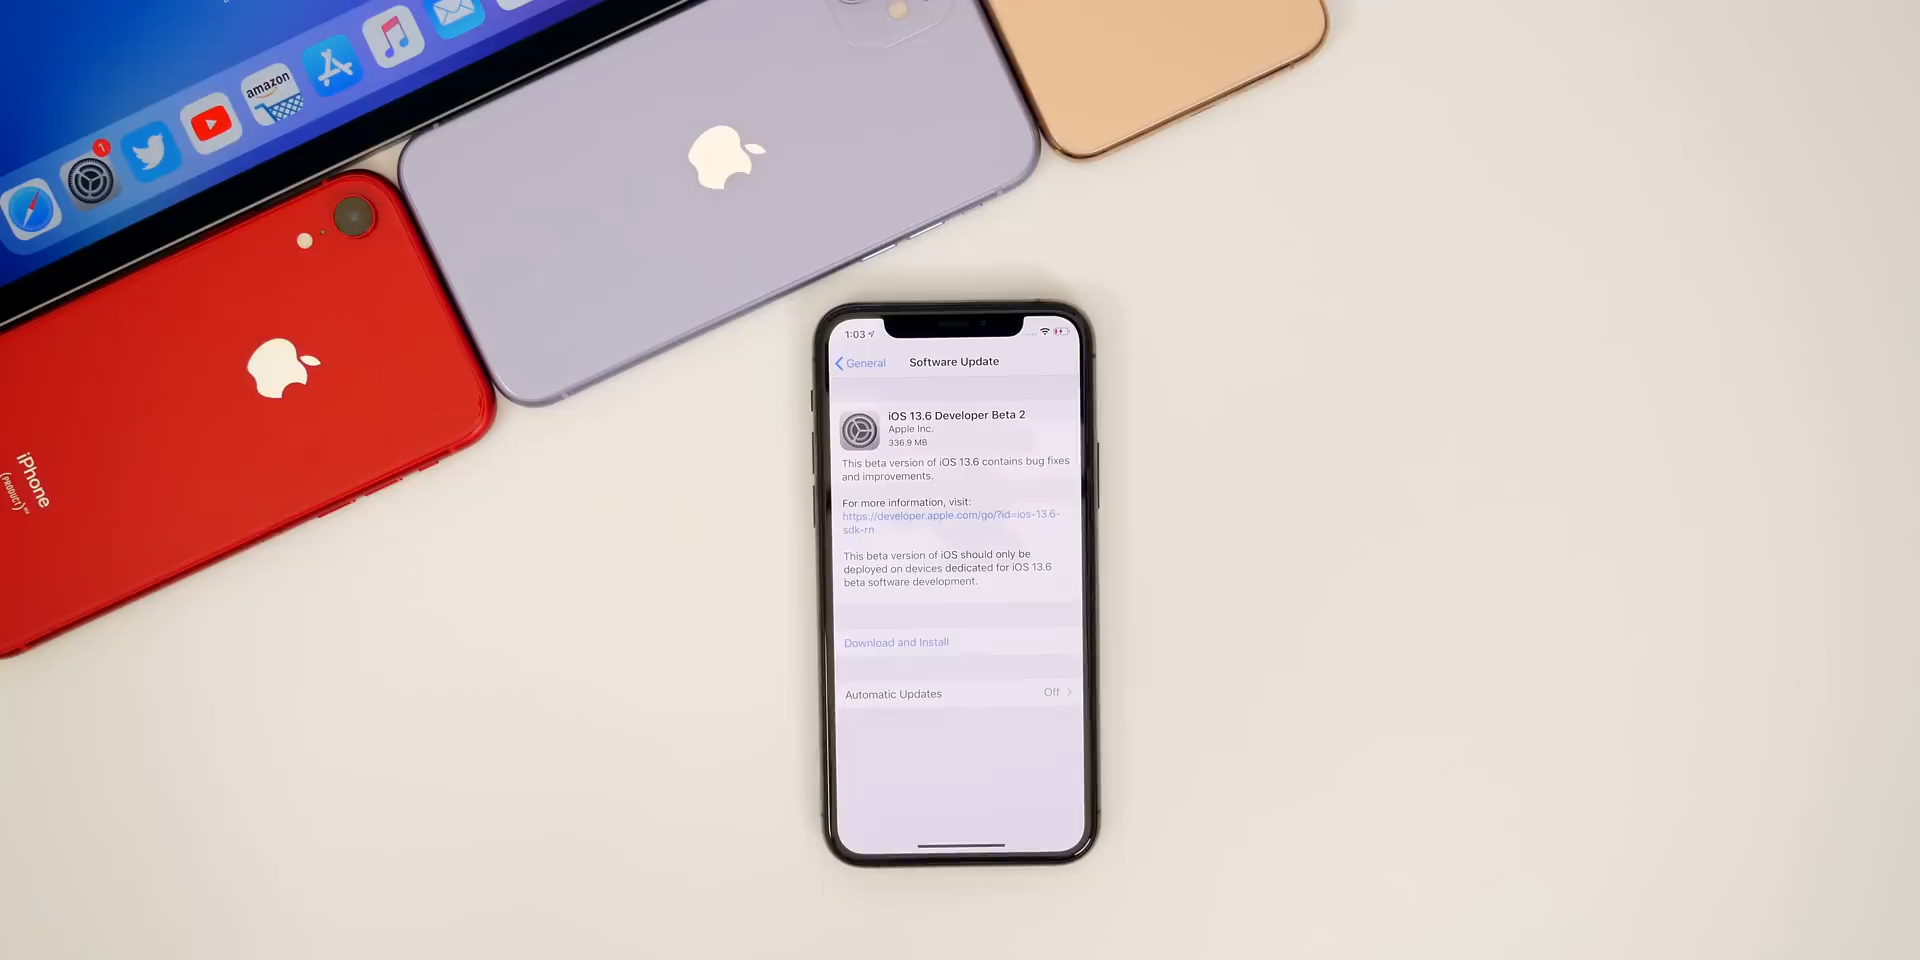 amazon
1
iPhone
(PRODUCT)
1:03
General
Software Update
iOS 13.6 Developer Beta 2
Apple Inc.
336.9 MB
This beta version of iOS 13.6 contains bug fixes
and improvements.
For more information, visit:
https://developer.apple.com/go/?id=ios-13.6-
sdk-rn
This beta version of iOS should only be
deployed on devices dedicated for iOS 13.6
beta software development.
Download and Install
Automatic Updates Off